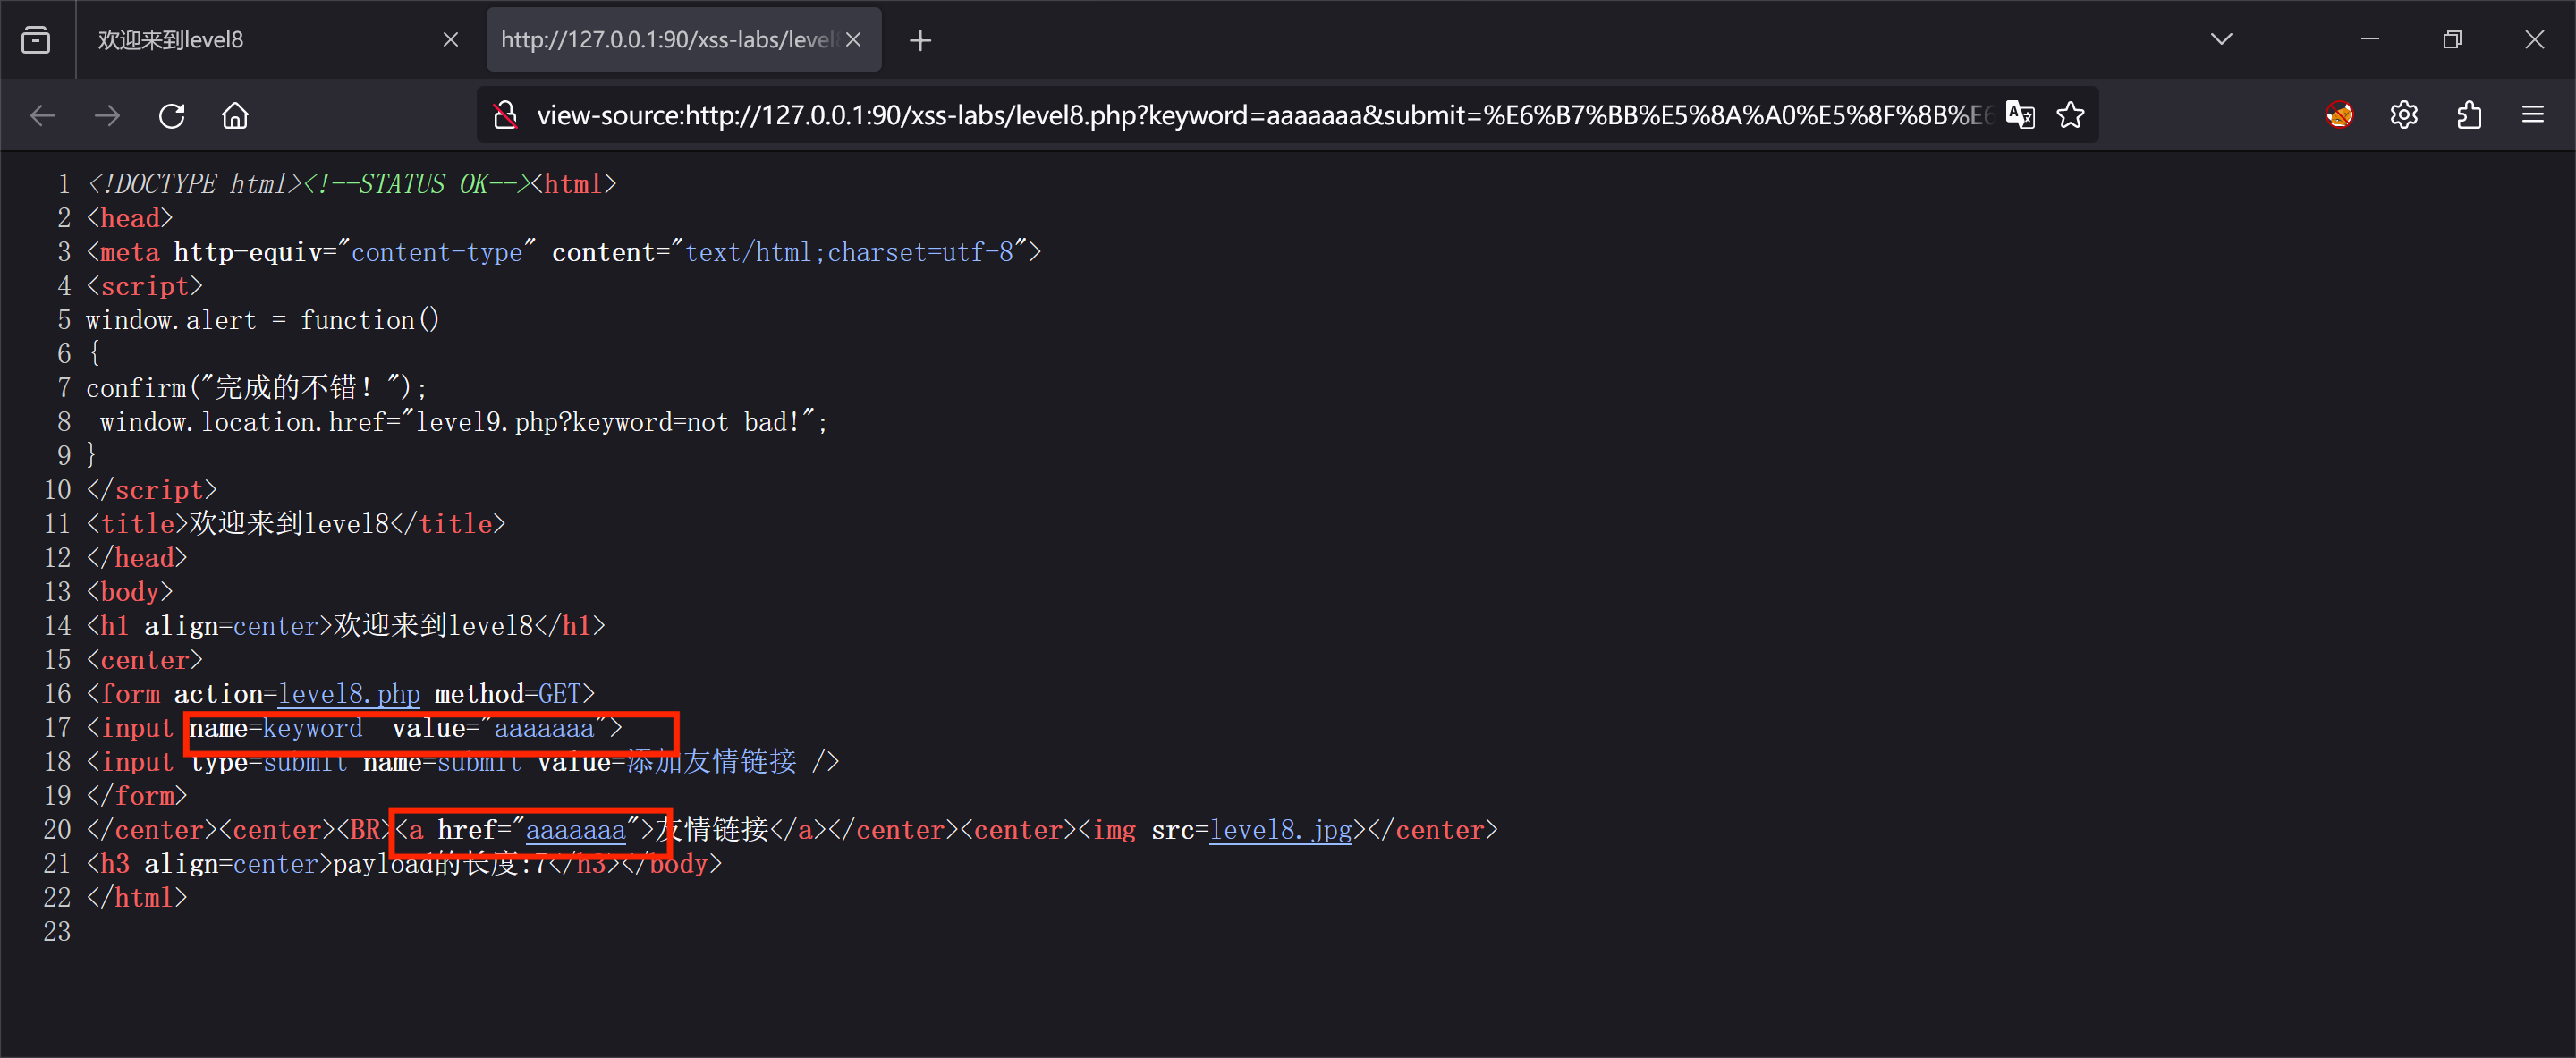 欢迎来到level8
http://127.0.0.1:90/xss-labs/level
view-source:http://127.0.0.1:90/xss-labs/level8.php?keyword=aaaaaaa&submit=%E6%B7%BB%E5%8A%A0%E5%8F%8B%E6
1 <!DOCTYPE html><!--STATUS OK--><html>
2 <head>
3 <meta http-equiv="content-type" content="text/html;charset=utf-8">
4 <script>
5 window.alert = function()
6 {
7 confirm("完成的不错！");
8  window.location.href="level9.php?keyword=not bad!";
9 }
10 </script>
11 <title>欢迎来到level8</title>
12 </head>
13 <body>
14 <h1 align=center>欢迎来到level8</h1>
15 <center>
16 <form action=level8.php method=GET>
17 <input name=keyword  value="aaaaaaa">
18 <input type=submit name=submit value=添加友情链接 />
19 </form>
20 </center><center><BR><a href="aaaaaaa">友情链接</a></center><center><img src=level8.jpg></center>
21 <h3 align=center>payload的长度:7</h3></body>
22 </html>
23